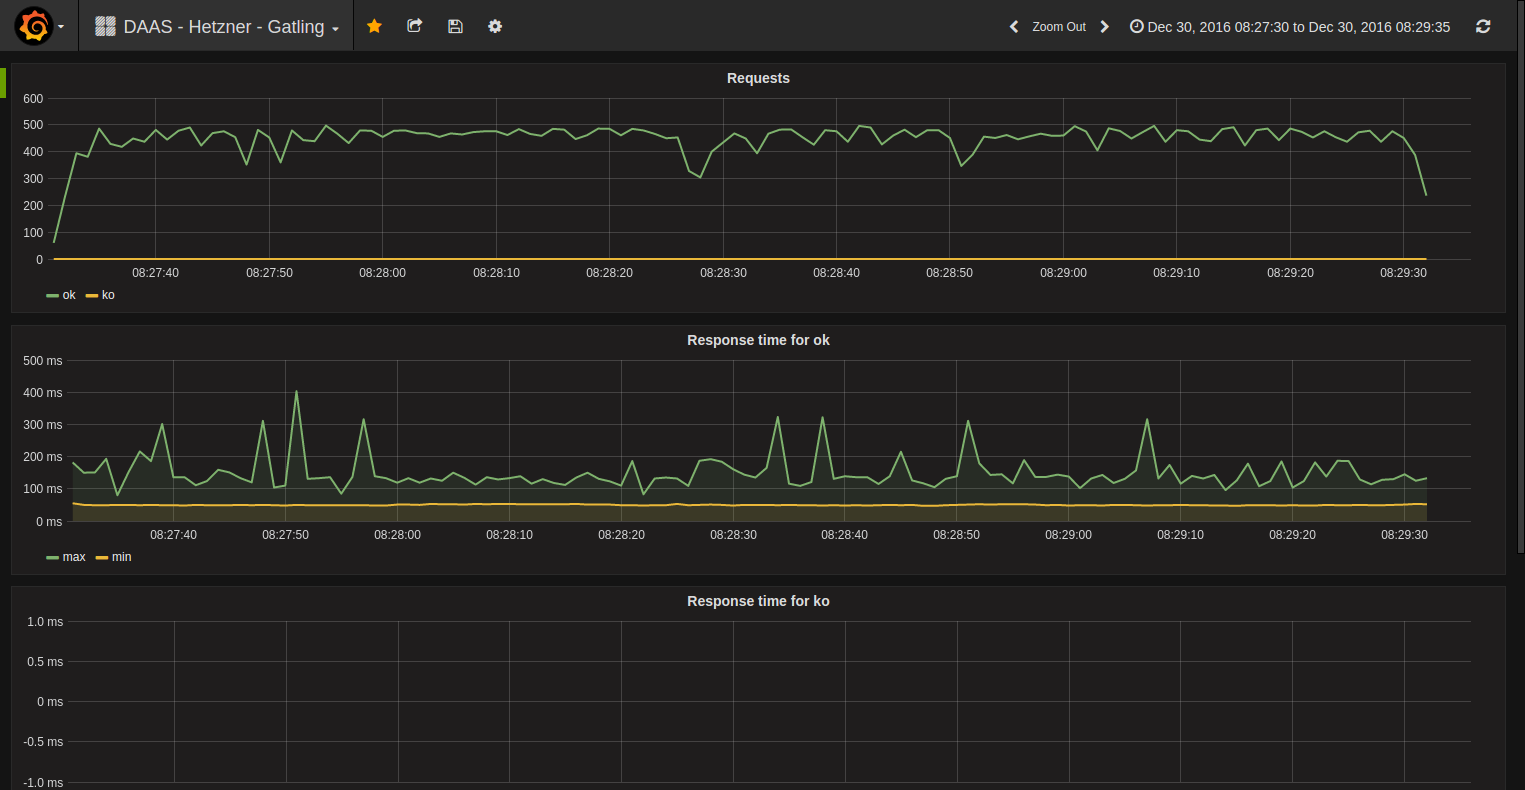 DAAS - Hetzner - Gatling
Zoom Out
Dec 30, 2016 08:27:30 to Dec 30, 2016 08:29:35
Requests
600
500
400
300
200
100
0
08:27:40 08:27:50 08:28:00 08:28:10 08:28:20 08:28:30 08:28:40 08:28:50 08:29:00 08:29:10 08:29:20 08:29:30
ok ko
Response time for ok
500 ms
400 ms
300 ms
200 ms
100 ms
0 ms
08:27:40 08:27:50 08:28:00 08:28:10 08:28:20 08:28:30 08:28:40 08:28:50 08:29:00 08:29:10 08:29:20 08:29:30
max min
Response time for ko
1.0 ms
0.5 ms
0 ms
-0.5 ms
-1.0 ms